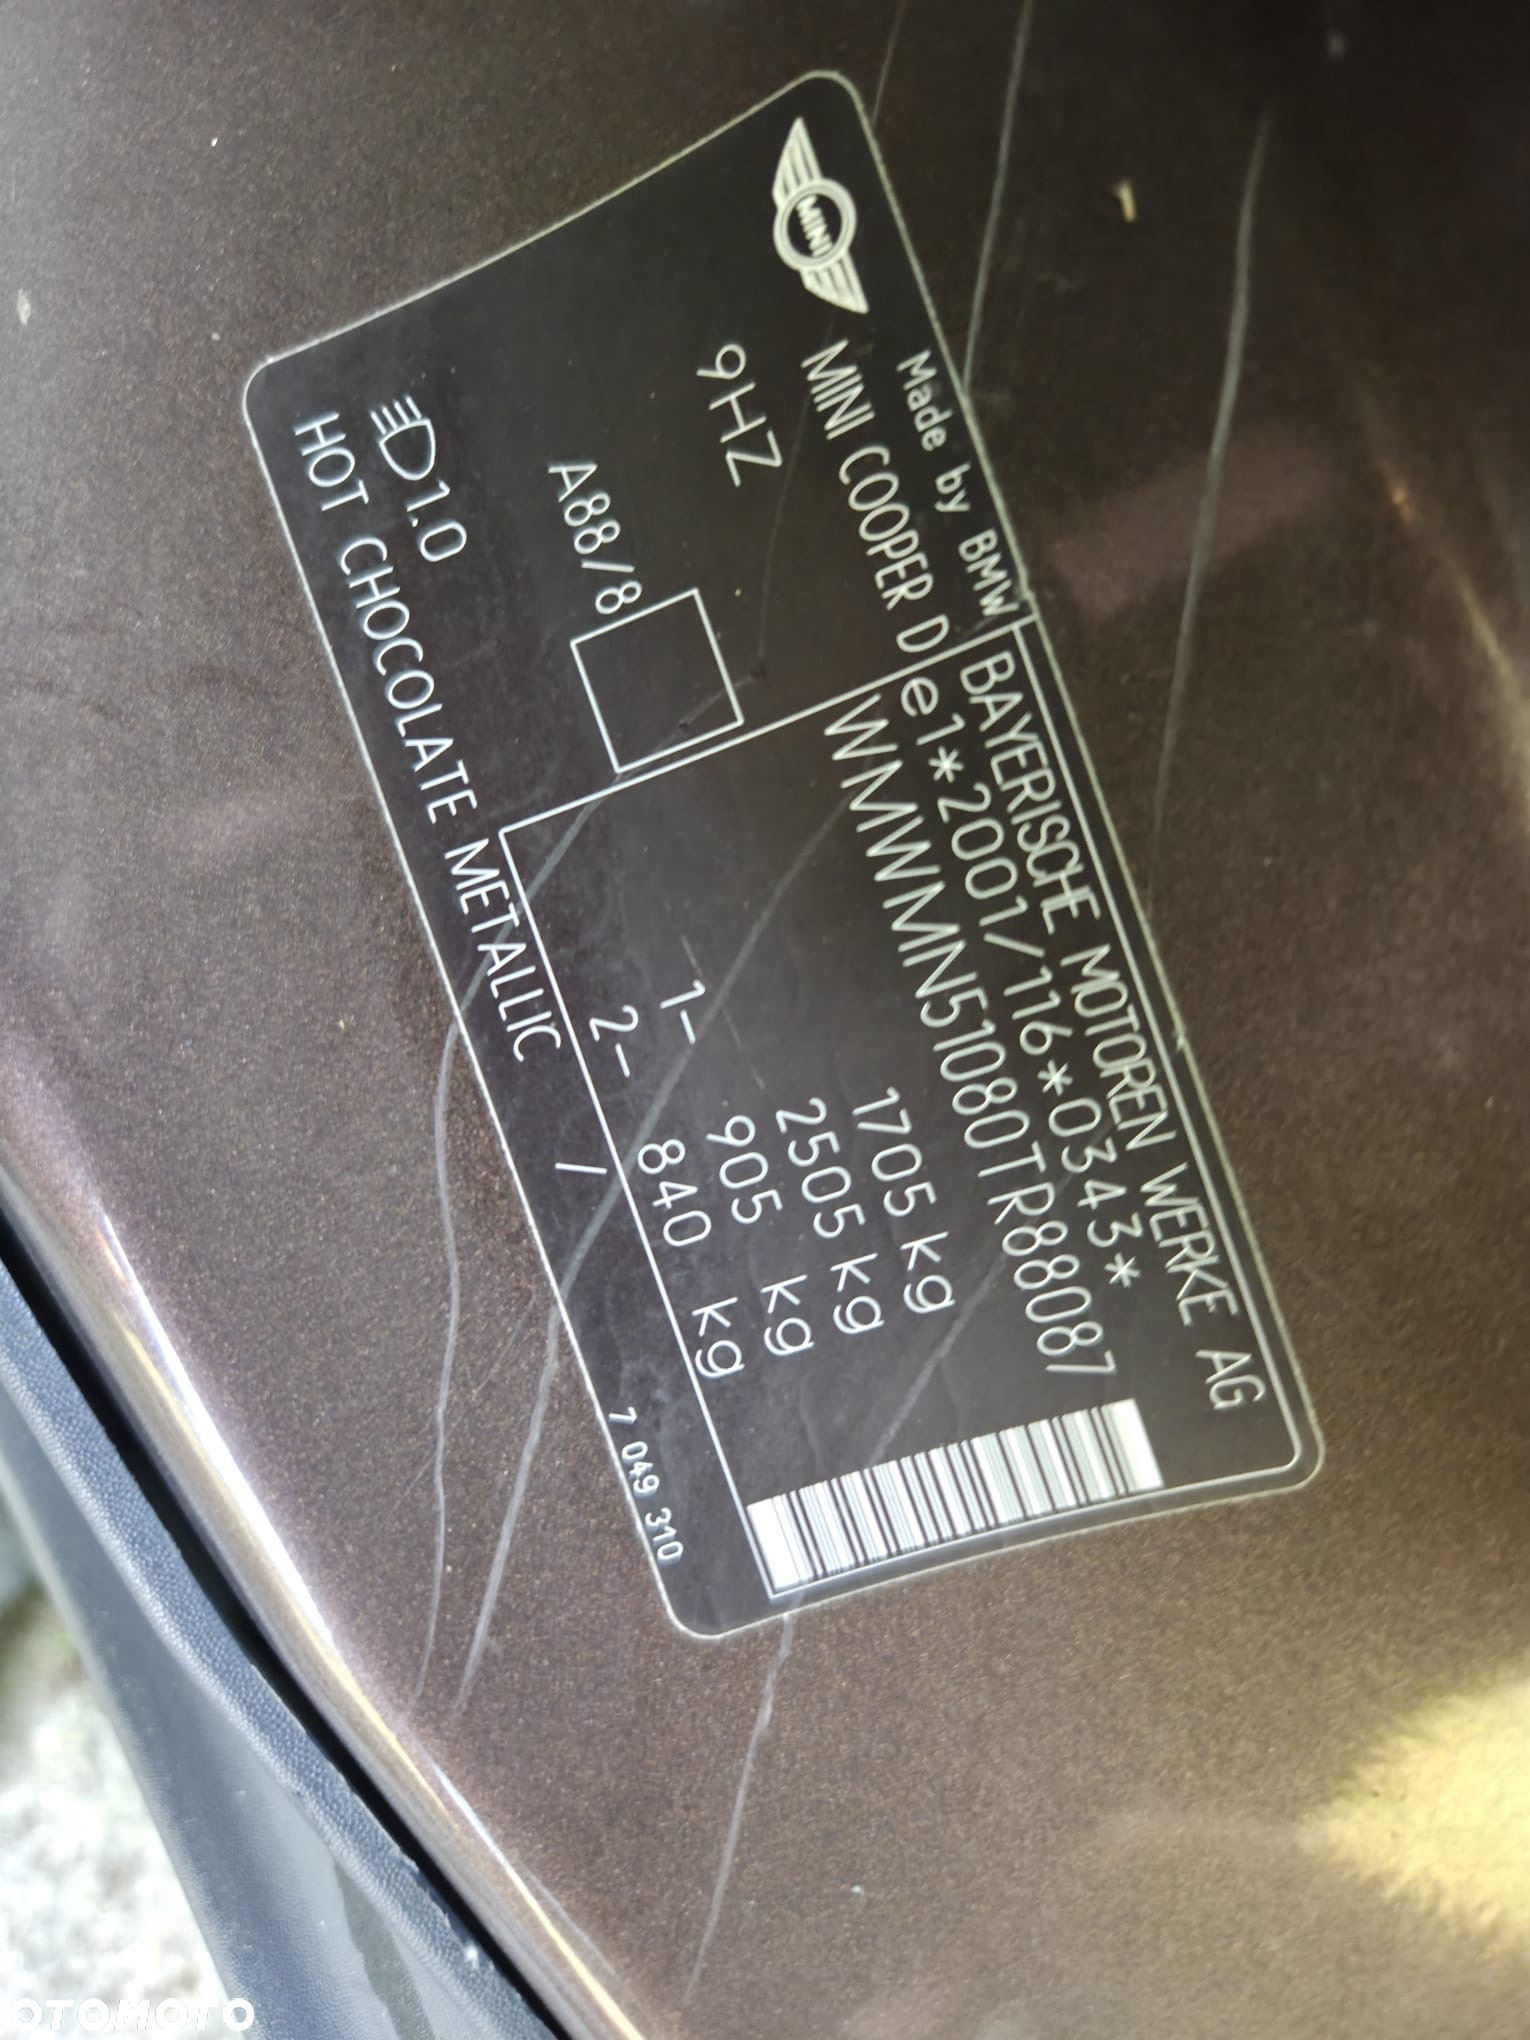 MINI
Made by BMW
MINI COOPER D
9HZ
A88/8
1.0
HOT CHOCOLATE METALLIC /
BAYERISCHE MOTOREN WERKE AG
e1*2001/116*0343*
WMWMN51080TR88087
1705 kg
2505 kg
1- 905 kg
2- 840 kg
7 049 310
OTOMOTO